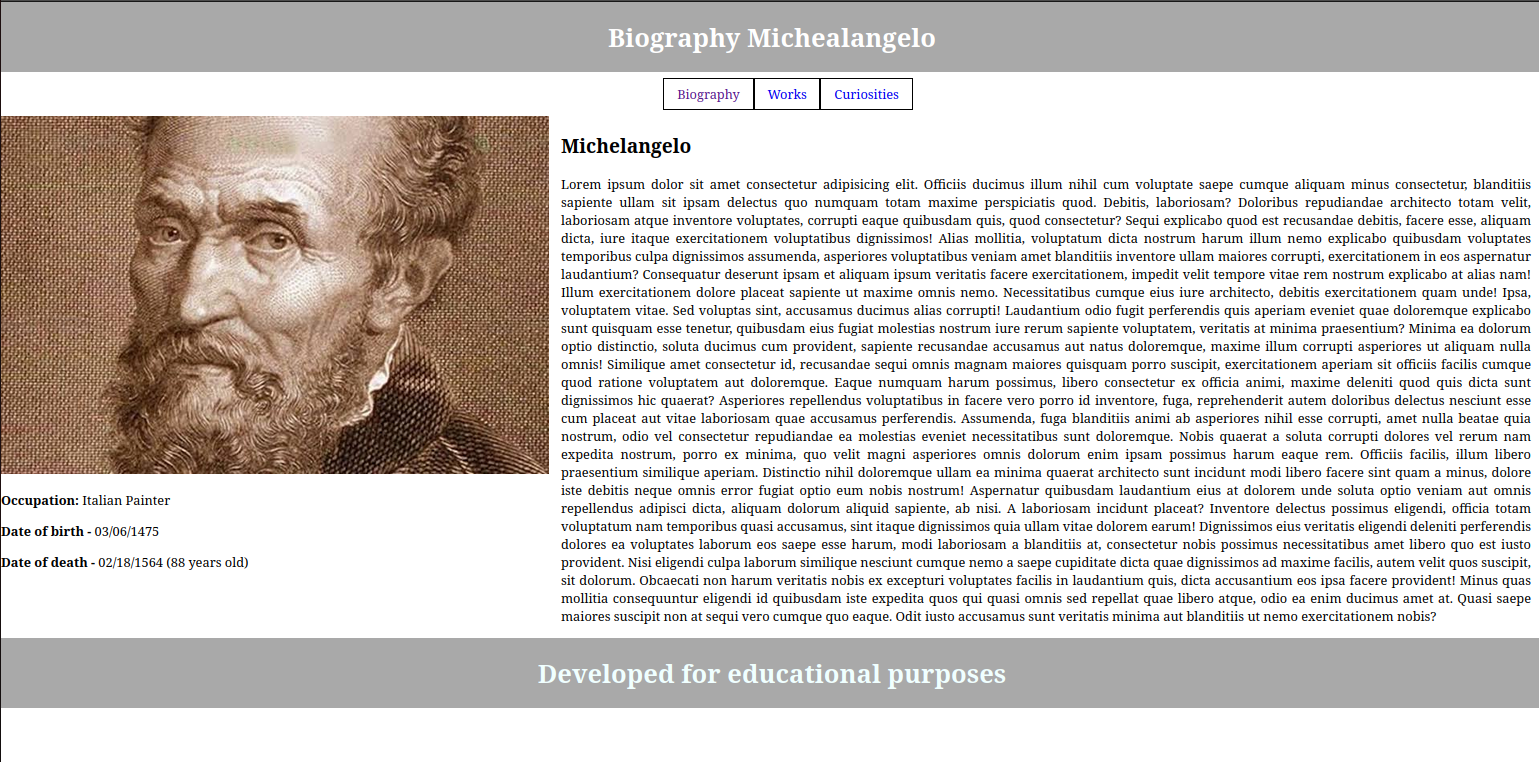 Biography Michealangelo
Biography Works Curiosities
Michelangelo
Lorem ipsum dolor sit amet consectetur adipisicing elit. Officiis ducimus illum nihil cum voluptate saepe cumque aliquam minus consectetur, blanditiis
sapiente ullam sit ipsam delectus quo numquam totam maxime perspiciatis quod. Debitis, laboriosam? Doloribus repudiandae architecto totam velit,
laboriosam atque inventore voluptates, corrupti eaque quibusdam quis, quod consectetur? Sequi explicabo quod est recusandae debitis, facere esse, aliquam
dicta, iure itaque exercitationem voluptatibus dignissimos! Alias mollitia, voluptatum dicta nostrum harum illum nemo explicabo quibusdam voluptates
temporibus culpa dignissimos assumenda, asperiores voluptatibus veniam amet blanditiis inventore ullam maiores corrupti, exercitationem in eos aspernatur
laudantium? Consequatur deserunt ipsam et aliquam ipsum veritatis facere exercitationem, impedit velit tempore vitae rem nostrum explicabo at alias nam!
Illum exercitationem dolore placeat sapiente ut maxime omnis nemo. Necessitatibus cumque eius iure architecto, debitis exercitationem quam unde! Ipsa,
voluptatem vitae. Sed voluptas sint, accusamus ducimus alias corrupti! Laudantium odio fugit perferendis quis aperiam eveniet quae doloremque explicabo
sunt quisquam esse tenetur, quibusdam eius fugiat molestias nostrum iure rerum sapiente voluptatem, veritatis at minima praesentium? Minima ea dolorum
optio distinctio, soluta ducimus cum provident, sapiente recusandae accusamus aut natus doloremque, maxime illum corrupti asperiores ut aliquam nulla
omnis! Similique amet consectetur id, recusandae sequi omnis magnam maiores quisquam porro suscipit, exercitationem aperiam sit officiis facilis cumque
quod ratione voluptatem aut doloremque. Eaque numquam harum possimus, libero consectetur ex officia animi, maxime deleniti quod quis dicta sunt
dignissimos hic quaerat? Asperiores repellendus voluptatibus in facere vero porro id inventore, fuga, reprehenderit autem doloribus delectus nesciunt esse
cum placeat aut vitae laboriosam quae accusamus perferendis. Assumenda, fuga blanditiis animi ab asperiores nihil esse corrupti, amet nulla beatae quia
nostrum, odio vel consectetur repudiandae ea molestias eveniet necessitatibus sunt doloremque. Nobis quaerat a soluta corrupti dolores vel rerum nam
expedita nostrum, porro ex minima, quo velit magni asperiores omnis dolorum enim ipsam possimus harum eaque rem. Officiis facilis, illum libero
praesentium similique aperiam. Distinctio nihil doloremque ullam ea minima quaerat architecto sunt incidunt modi libero facere sint quam a minus, dolore
iste debitis neque omnis error fugiat optio eum nobis nostrum! Aspernatur quibusdam laudantium eius at dolorem unde soluta optio veniam aut omnis
repellendus adipisci dicta, aliquam dolorum aliquid sapiente, ab nisi. A laboriosam incidunt placeat? Inventore delectus possimus eligendi, officia totam
voluptatum nam temporibus quasi accusamus, sint itaque dignissimos quia ullam vitae dolorem earum! Dignissimos eius veritatis eligendi deleniti perferendis
dolores ea voluptates laborum eos saepe esse harum, modi laboriosam a blanditiis at, consectetur nobis possimus necessitatibus amet libero quo est iusto
provident. Nisi eligendi culpa laborum similique nesciunt cumque nemo a saepe cupiditate dicta quae dignissimos ad maxime facilis, autem velit quos suscipit,
sit dolorum. Obcaecati non harum veritatis nobis ex excepturi voluptates facilis in laudantium quis, dicta accusantium eos ipsa facere provident! Minus quas
mollitia consequuntur eligendi id quibusdam iste expedita quos qui quasi omnis sed repellat quae libero atque, odio ea enim ducimus amet at. Quasi saepe
maiores suscipit non at sequi vero cumque quo eaque. Odit iusto accusamus sunt veritatis minima aut blanditiis ut nemo exercitationem nobis?
Occupation: Italian Painter
Date of birth - 03/06/1475
Date of death - 02/18/1564 (88 years old)
Developed for educational purposes